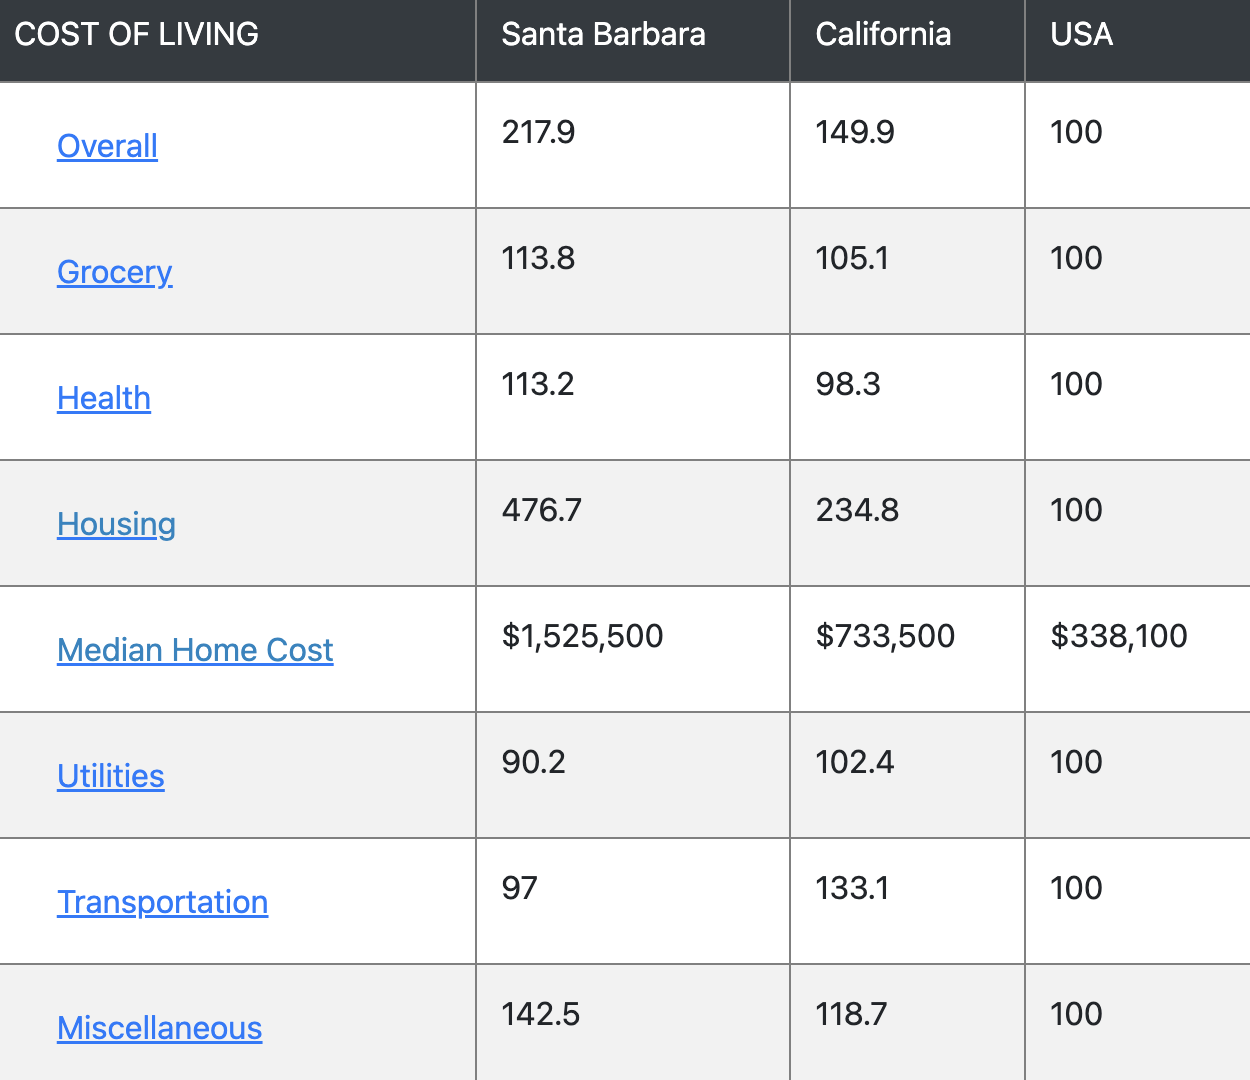 COST OF LIVING Santa Barbara California USA
Overall 217.9 149.9 100
Grocery 113.8 105.1 100
Health 113.2 98.3 100
Housing 476.7 234.8 100
Median Home Cost $1,525,500 $733,500 $338,100
Utilities 90.2 102.4 100
Transportation 97 133.1 100
Miscellaneous 142.5 118.7 100